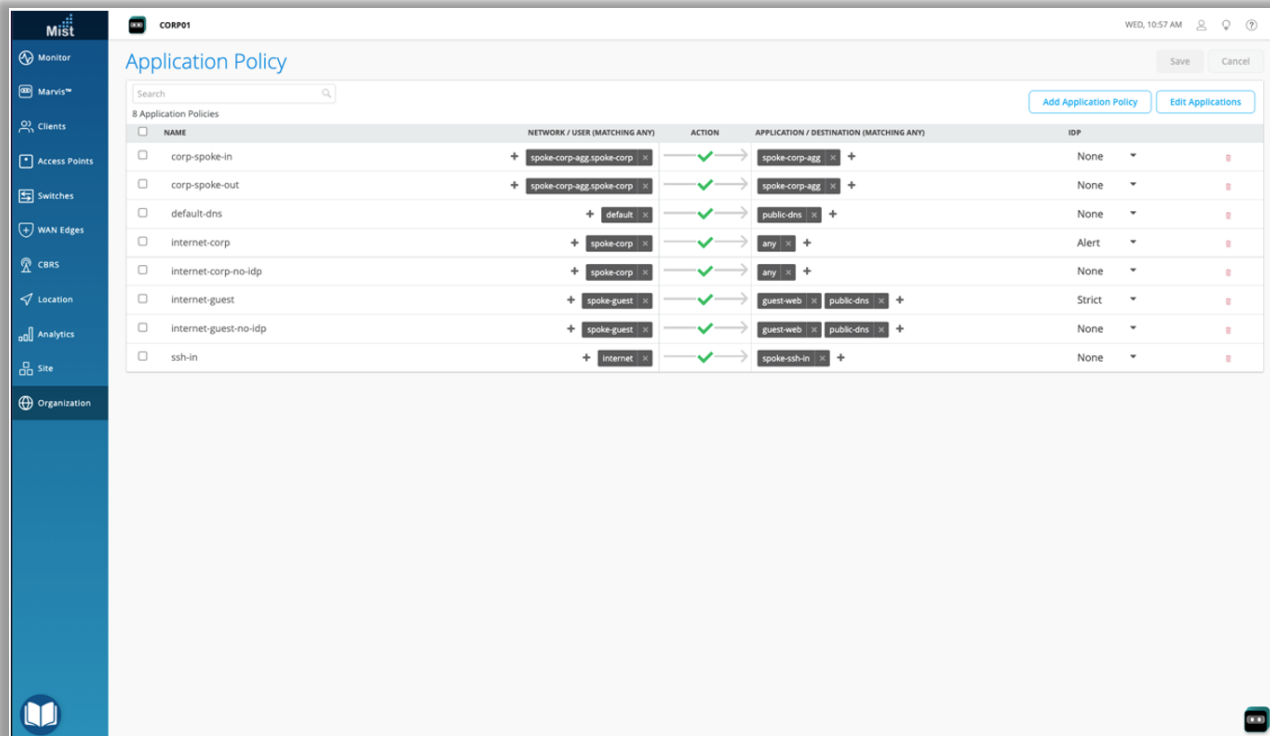 Mist
CORP01
WED, 10:57 AM
Monitor
Marvis™
Clients
Access Points
Switches
WAN Edges
CBRS
Location
Analytics
Site
Organization
Application Policy
Save Cancel
Search
8 Application Policies
Add Application Policy Edit Applications
NAME NETWORK / USER (MATCHING ANY) ACTION APPLICATION / DESTINATION (MATCHING ANY) IDP
corp-spoke-in + spoke-corp-agg.spoke-corp × spoke-corp-agg × + None
corp-spoke-out + spoke-corp-agg.spoke-corp × spoke-corp-agg × + None
default-dns + default × public-dns × + None
internet-corp + spoke-corp × any × + Alert
internet-corp-no-idp + spoke-corp × any × + None
internet-guest + spoke-guest × guest-web × public-dns × + Strict
internet-guest-no-idp + spoke-guest × guest-web × public-dns × + None
ssh-in + internet × spoke-ssh-in × + None